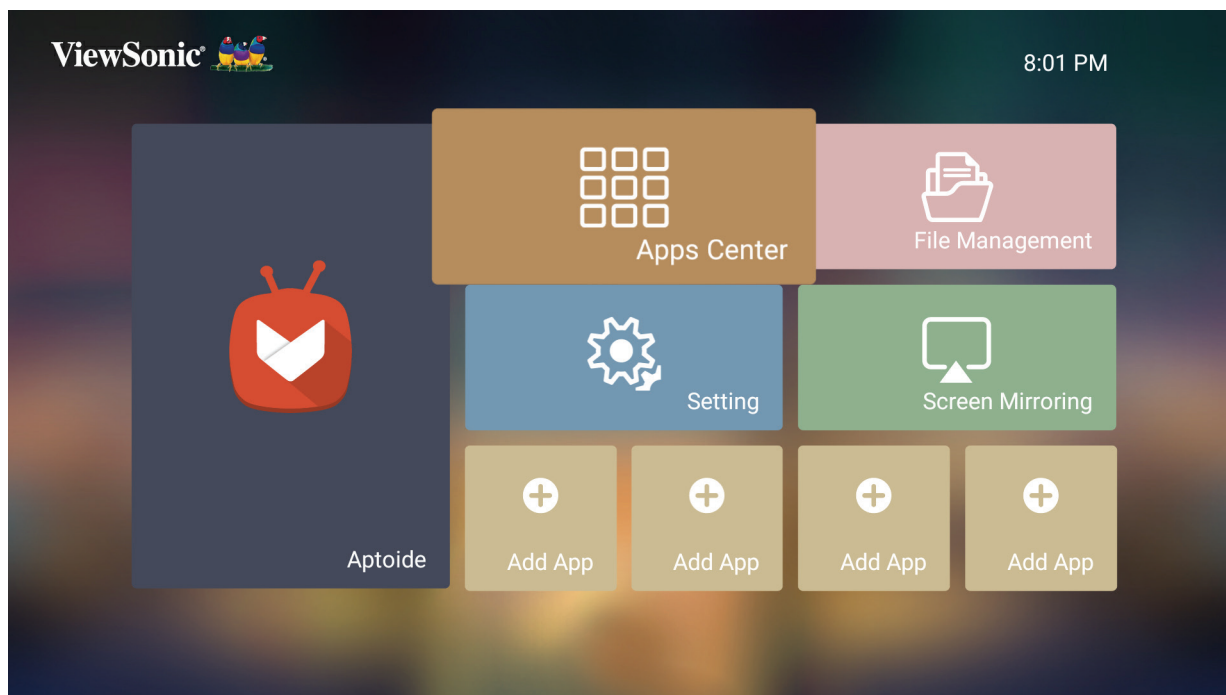 ViewSonic®
8:01 PM
Apps Center
File Management
Setting
Screen Mirroring
Aptoide
Add App
Add App
Add App
Add App